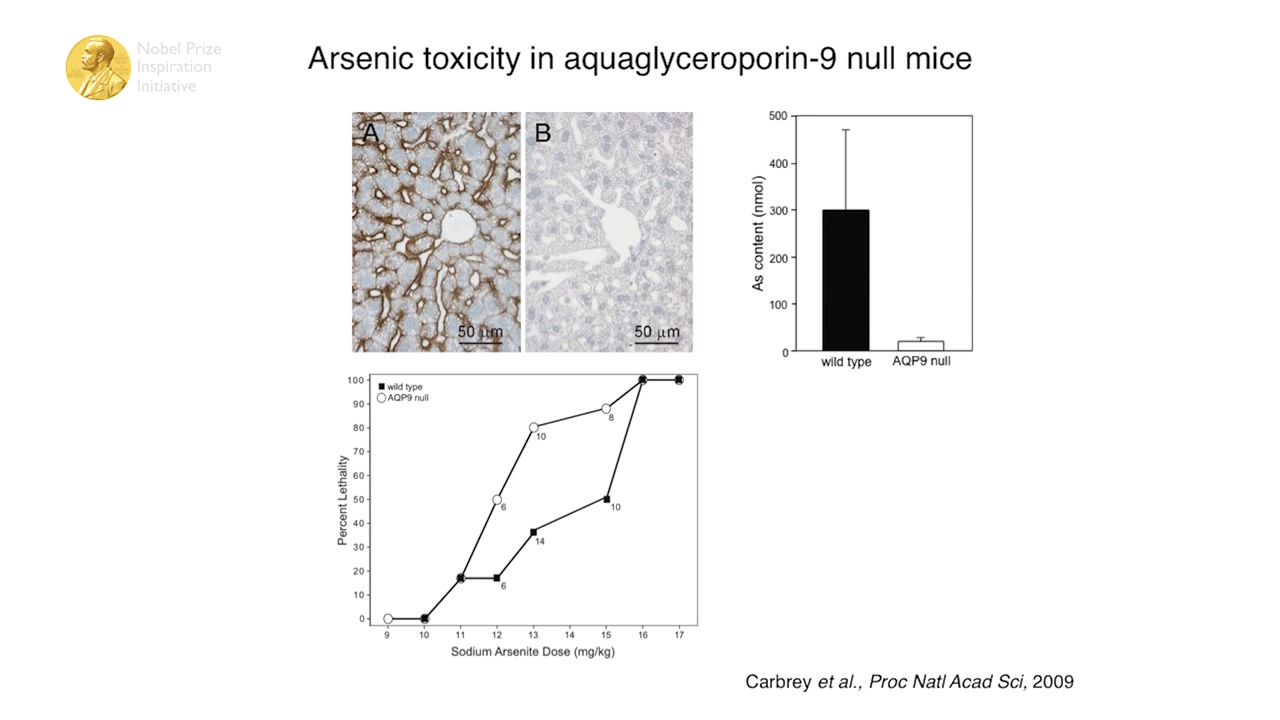 Nobel Prize
Inspiration
Initiative
Arsenic toxicity in aquaglyceroporin-9 null mice
A
B
50 µm
50 µm
As content (nmol)
500
400
300
200
100
0
wild type
AQP9 null
wild type
AQP9 null
Percent Lethality
100
90
80
70
60
50
40
30
20
10
0
10
8
6
10
14
6
9 10 11 12 13 14 15 16 17
Sodium Arsenite Dose (mg/kg)
Carbrey et al., Proc Natl Acad Sci, 2009